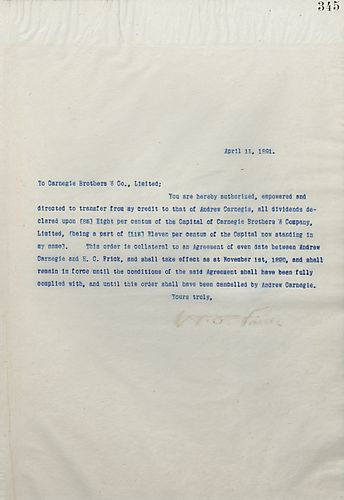 345
April 11, 1891.
To Carnegie Brothers & Co., Limited;
You are hereby authorized, empowered and
directed to transfer from my credit to that of Andrew Carnegie, all dividends de-
clared upon [8%] Eight per centum of the Capital of Carnegie Brothers & Company,
Limited, (being a part of [11%] Eleven per centum of the Capital now standing in
my name). This order is collateral to an Agreement of even date between Andrew
Carnegie and H. C. Frick, and shall take effect as at November 1st, 1890, and shall
remain in force until the conditions of the said Agreement shall have been fully
complied with, and until this order shall have been cancelled by Andrew Carnegie.
Yours truly,
Frick